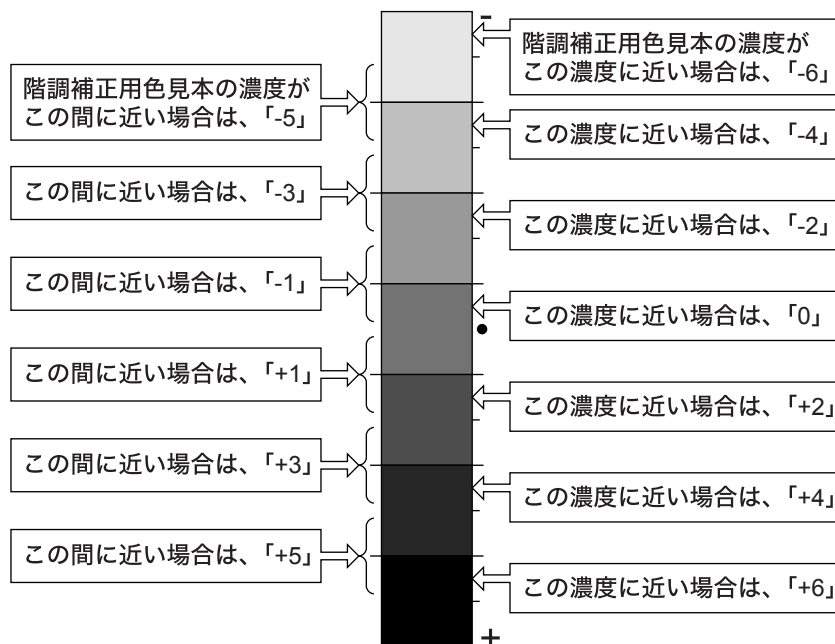 -
階調補正用色見本の濃度が
この濃度に近い場合は、「-6」
階調補正用色見本の濃度が
この間に近い場合は、「-5」
この濃度に近い場合は、「-4」
この間に近い場合は、「-3」
この濃度に近い場合は、「-2」
この間に近い場合は、「-1」
この濃度に近い場合は、「0」
この間に近い場合は、「+1」
この濃度に近い場合は、「+2」
この間に近い場合は、「+3」
この濃度に近い場合は、「+4」
この間に近い場合は、「+5」
この濃度に近い場合は、「+6」
+